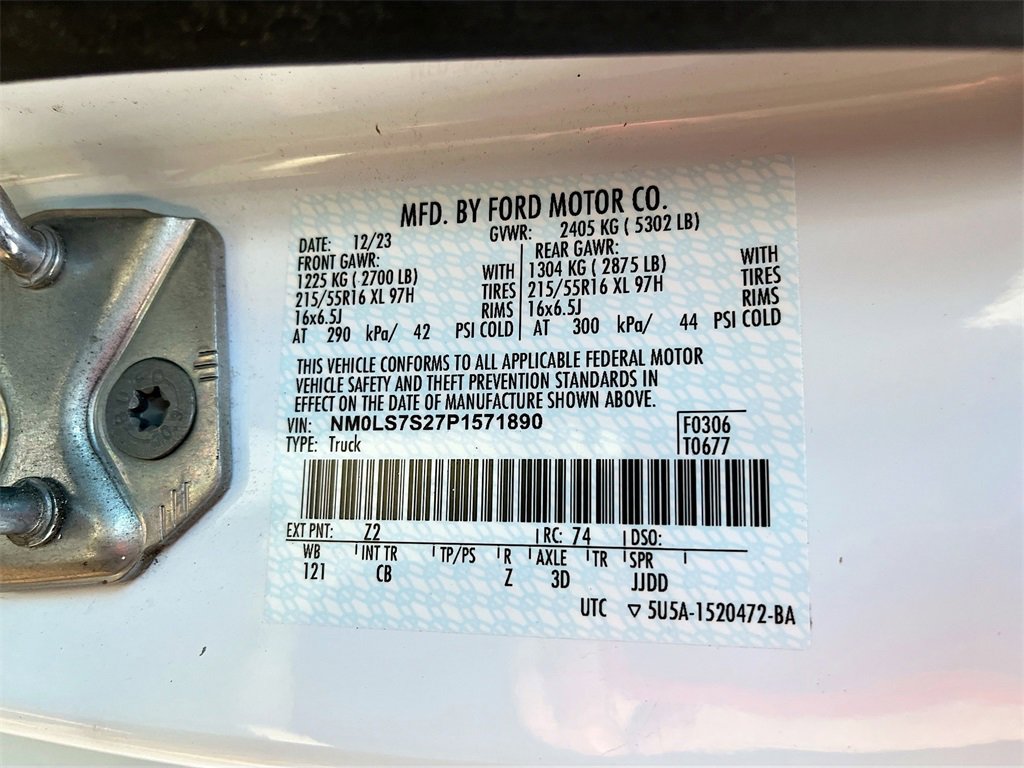 MFD. BY FORD MOTOR CO.
DATE: 12/23 GVWR: 2405 KG ( 5302 LB)
FRONT GAWR: REAR GAWR:
1225 KG ( 2700 LB) WITH 1304 KG ( 2875 LB) WITH
215/55R16 XL 97H TIRES 215/55R16 XL 97H TIRES
16x6.5J RIMS 16x6.5J RIMS
AT 290 kPa/ 42 PSI COLD AT 300 kPa/ 44 PSI COLD
THIS VEHICLE CONFORMS TO ALL APPLICABLE FEDERAL MOTOR
VEHICLE SAFETY AND THEFT PREVENTION STANDARDS IN
EFFECT ON THE DATE OF MANUFACTURE SHOWN ABOVE.
VIN: NM0LS7S27P1571890 F0306
TYPE: Truck T0677
EXT PNT: Z2 RC: 74 DSO:
WB INT TR TP/PS R AXLE TR SPR
121 CB Z 3D JJDD
UTC ▽ 5U5A-1520472-BA